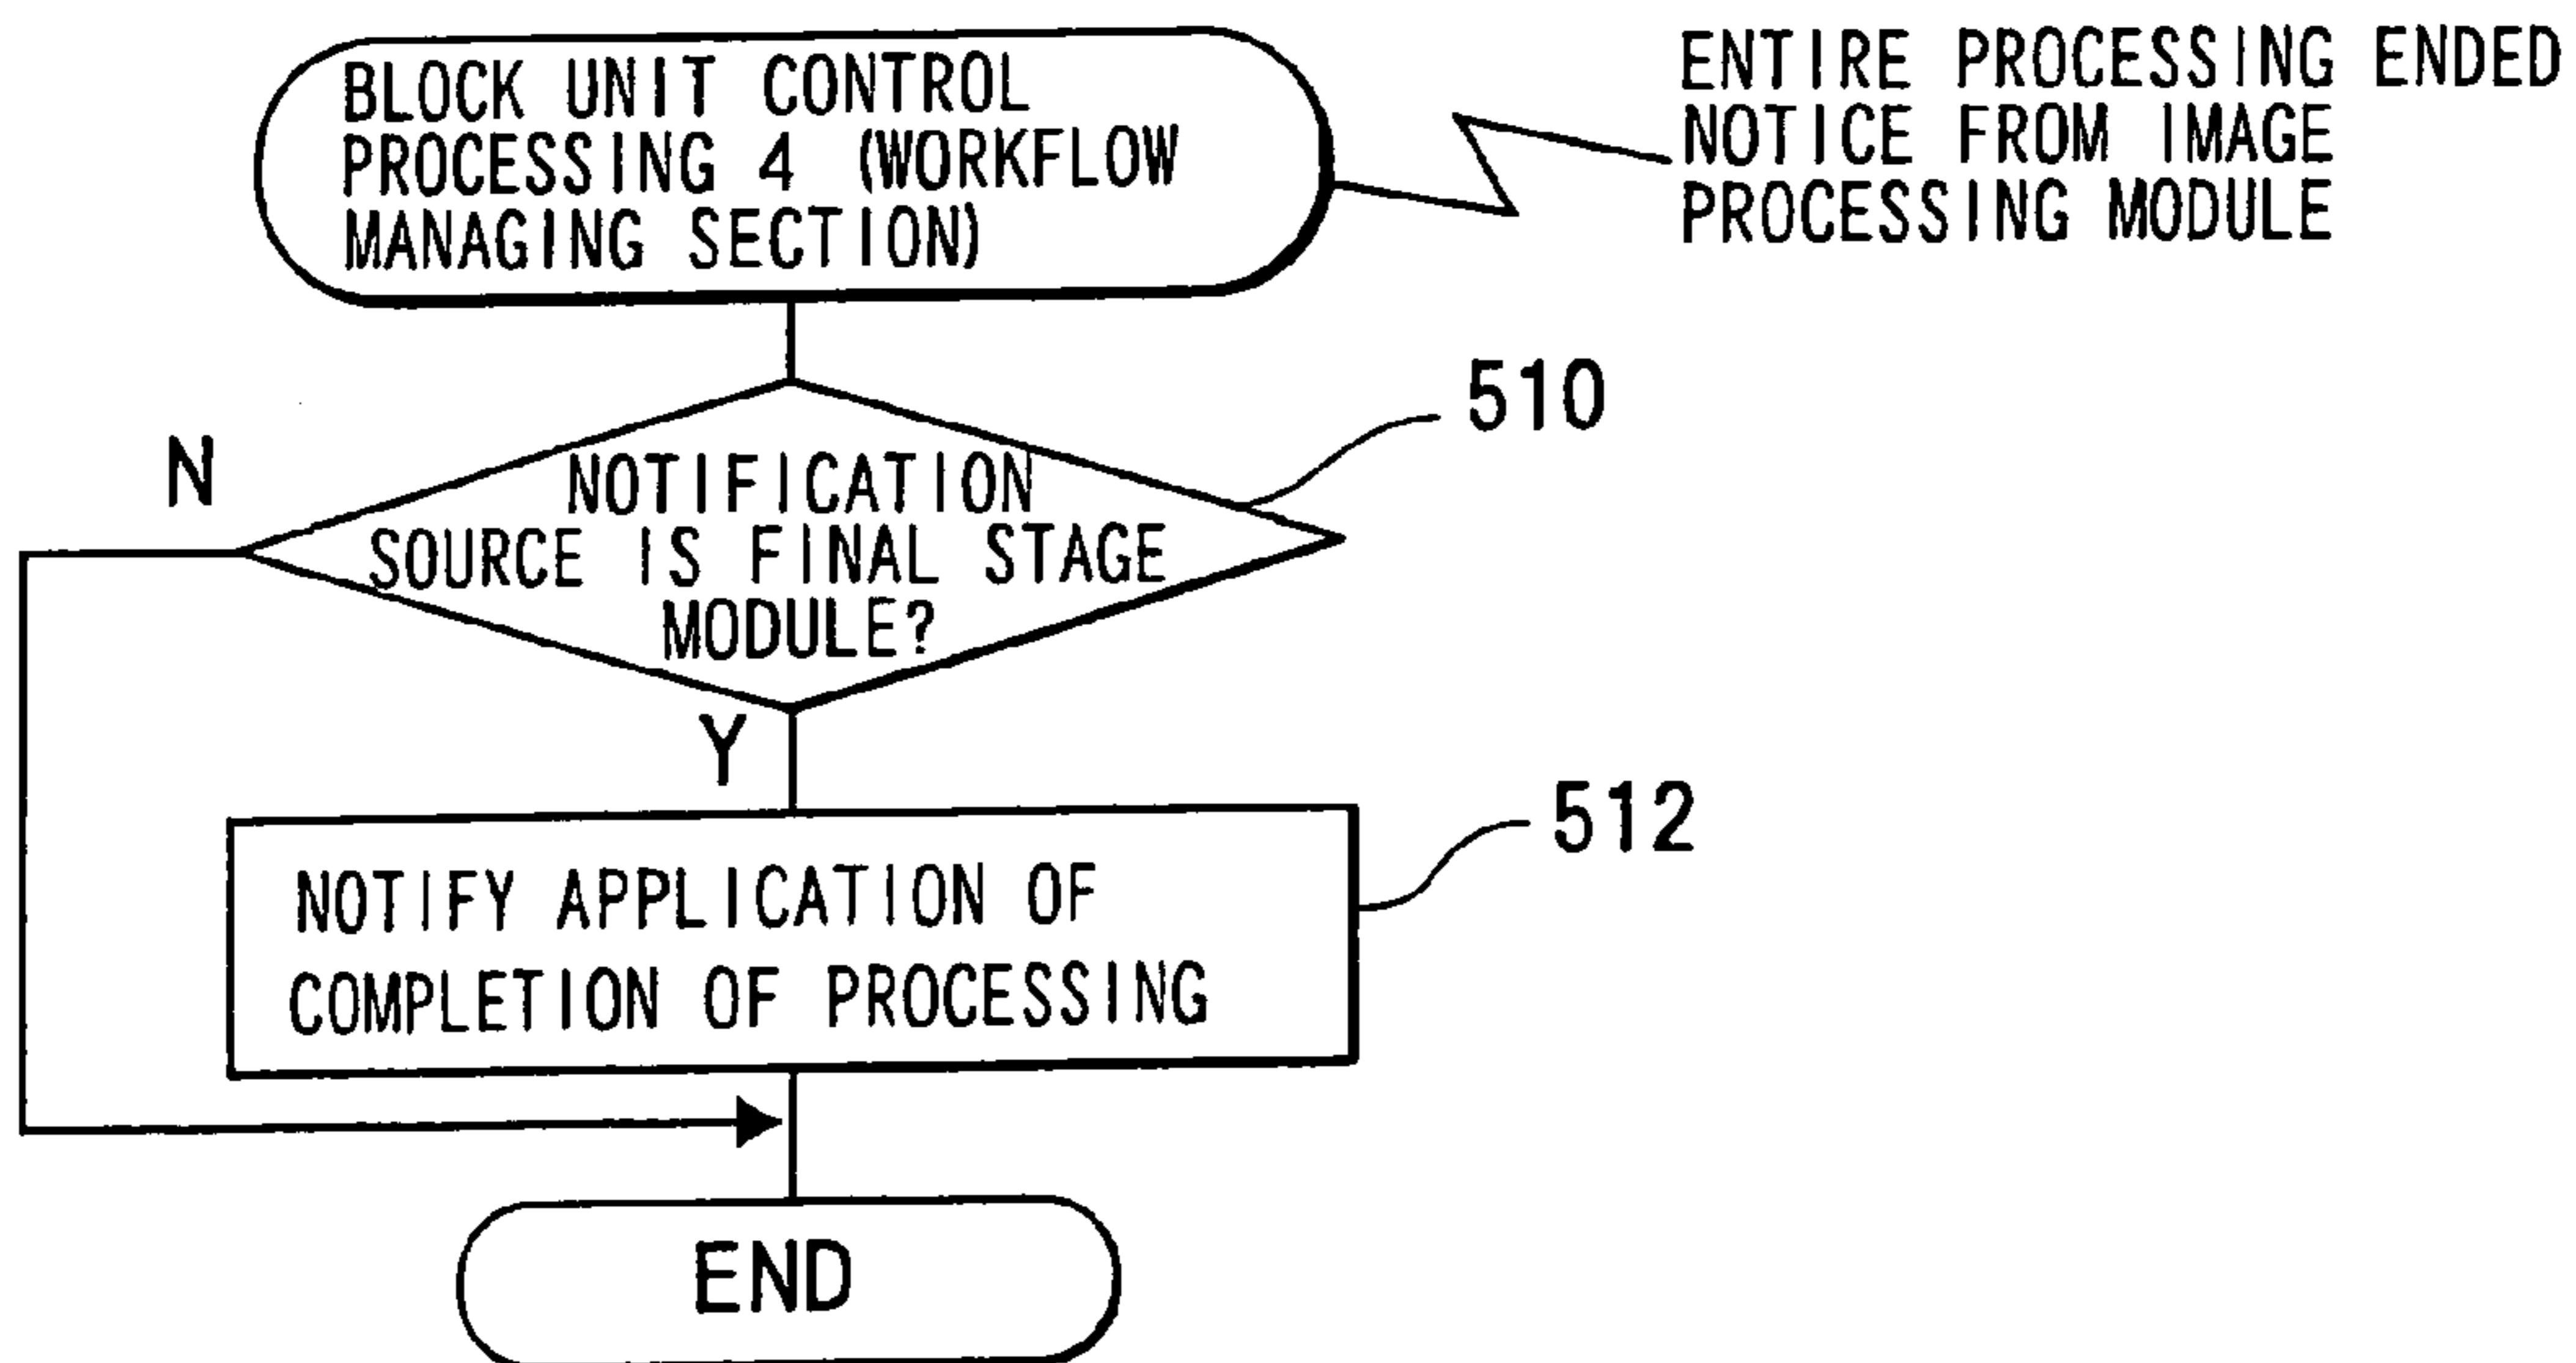 BLOCK UNIT CONTROL
PROCESSING 4 (WORKFLOW
MANAGING SECTION)
ENTIRE PROCESSING ENDED
NOTICE FROM IMAGE
PROCESSING MODULE
510
N
NOTIFICATION
SOURCE IS FINAL STAGE
MODULE?
Y
512
NOTIFY APPLICATION OF
COMPLETION OF PROCESSING
END